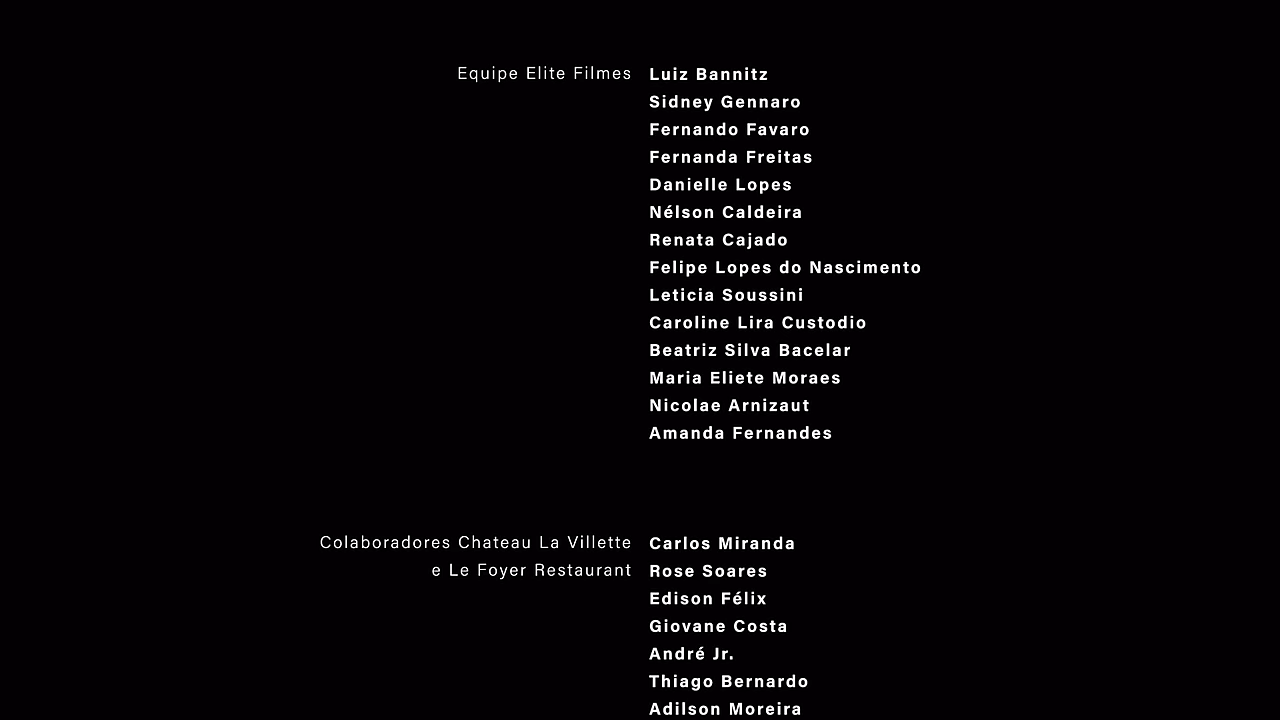 Equipe Elite Filmes Luiz Bannitz
Sidney Gennaro
Fernando Favaro
Fernanda Freitas
Danielle Lopes
Nélson Caldeira
Renata Cajado
Felipe Lopes do Nascimento
Leticia Soussini
Caroline Lira Custodio
Beatriz Silva Bacelar
Maria Eliete Moraes
Nicolae Arnizaut
Amanda Fernandes
Colaboradores Chateau La Villette Carlos Miranda
e Le Foyer Restaurant Rose Soares
Edison Félix
Giovane Costa
André Jr.
Thiago Bernardo
Adilson Moreira